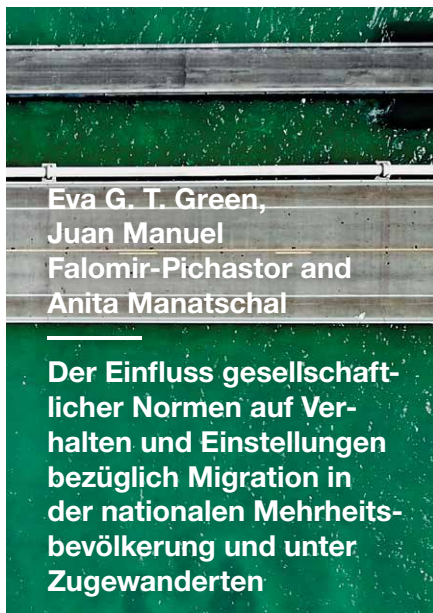 Eva G. T. Green,
Juan Manuel
Falomir-Pichastor and
Anita Manatschal
Der Einfluss gesellschaft-
licher Normen auf Ver-
halten und Einstellungen
bezüglich Migration in
der nationalen Mehrheits-
bevölkerung und unter
Zugewanderten